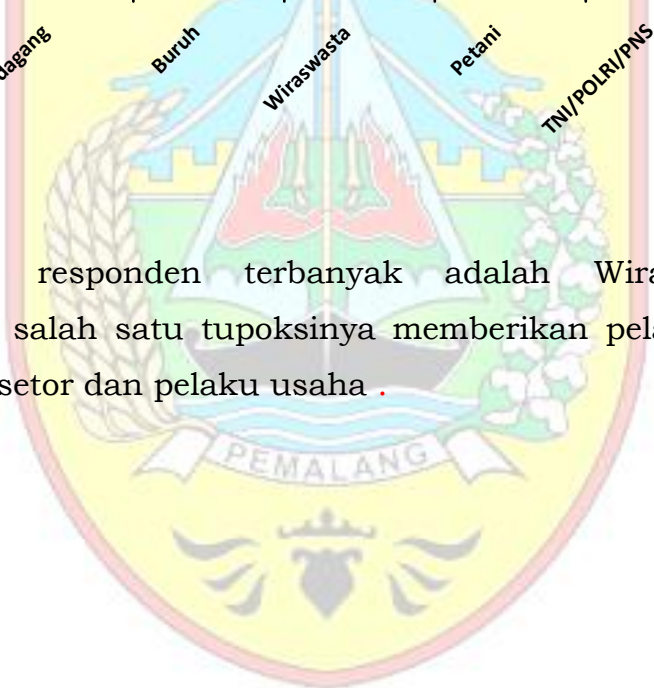 dagang Buruh Wiraswasta Petani TNI/POLRI/PNS
responden terbanyak adalah Wira
salah satu tupoksinya memberikan pela
setor dan pelaku usaha .
PEMALANG